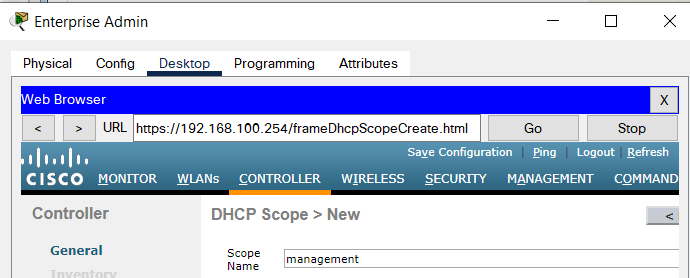 Enterprise Admin
Physical Config Desktop Programming Attributes
Web Browser X
< > URL https://192.168.100.254/frameDhcpScopeCreate.html Go Stop
Save Configuration | Ping | Logout | Refresh
CISCO MONITOR WLANs CONTROLLER WIRELESS SECURITY MANAGEMENT COMMAND
Controller DHCP Scope > New <
General Scope Name management
Inventory